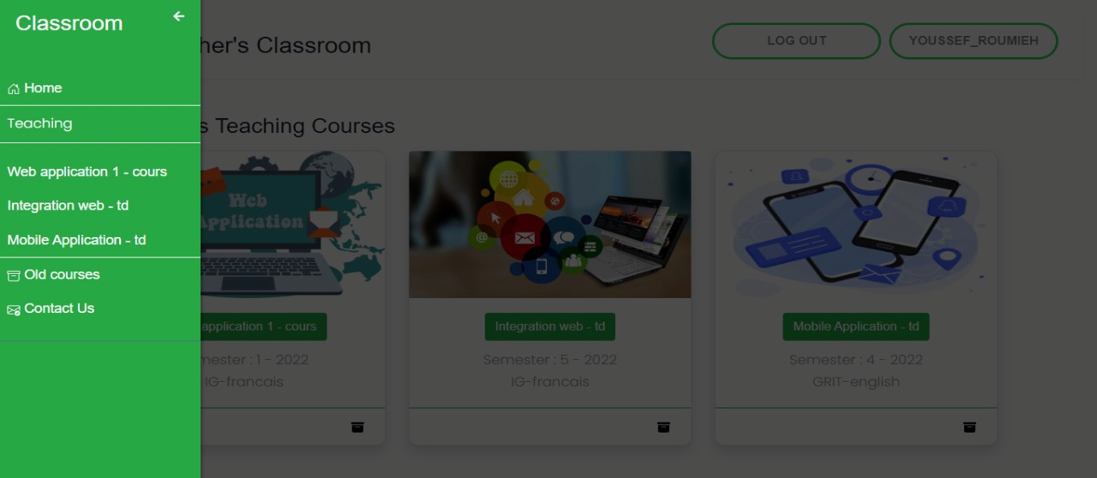 Classroom
Home
Teaching
Web application 1 - cours
Integration web - td
Mobile Application - td
Old courses
Contact Us
her's Classroom
LOG OUT
YOUSSEF_ROUMIEH
s Teaching Courses
Web
Application
application 1 - cours
mester : 1 - 2022
IG-francais
Integration web - td
Semester : 5 - 2022
IG-francais
Mobile Application - td
Semester : 4 - 2022
GRIT-english